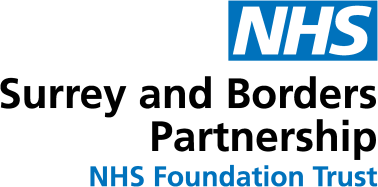 NHS
Surrey and Borders
Partnership
NHS Foundation Trust